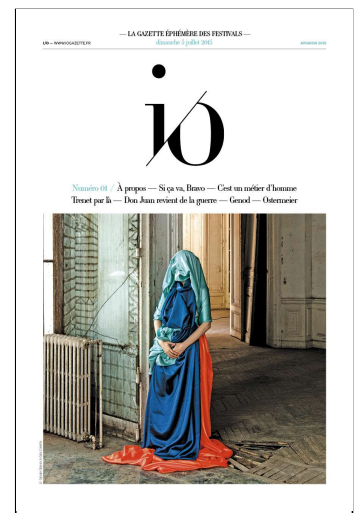 — LA GAZETTE ÉPHÉMÈRE DES FESTIVALS —
I/O — WWW.IOGAZETTE.FR
dimanche 5 juillet 2015
io
Numéro 01 / À propos — Si ça va, Bravo — C'est un métier d'homme
Trenet par là — Don Juan revient de la guerre — Genod — Ostermeier